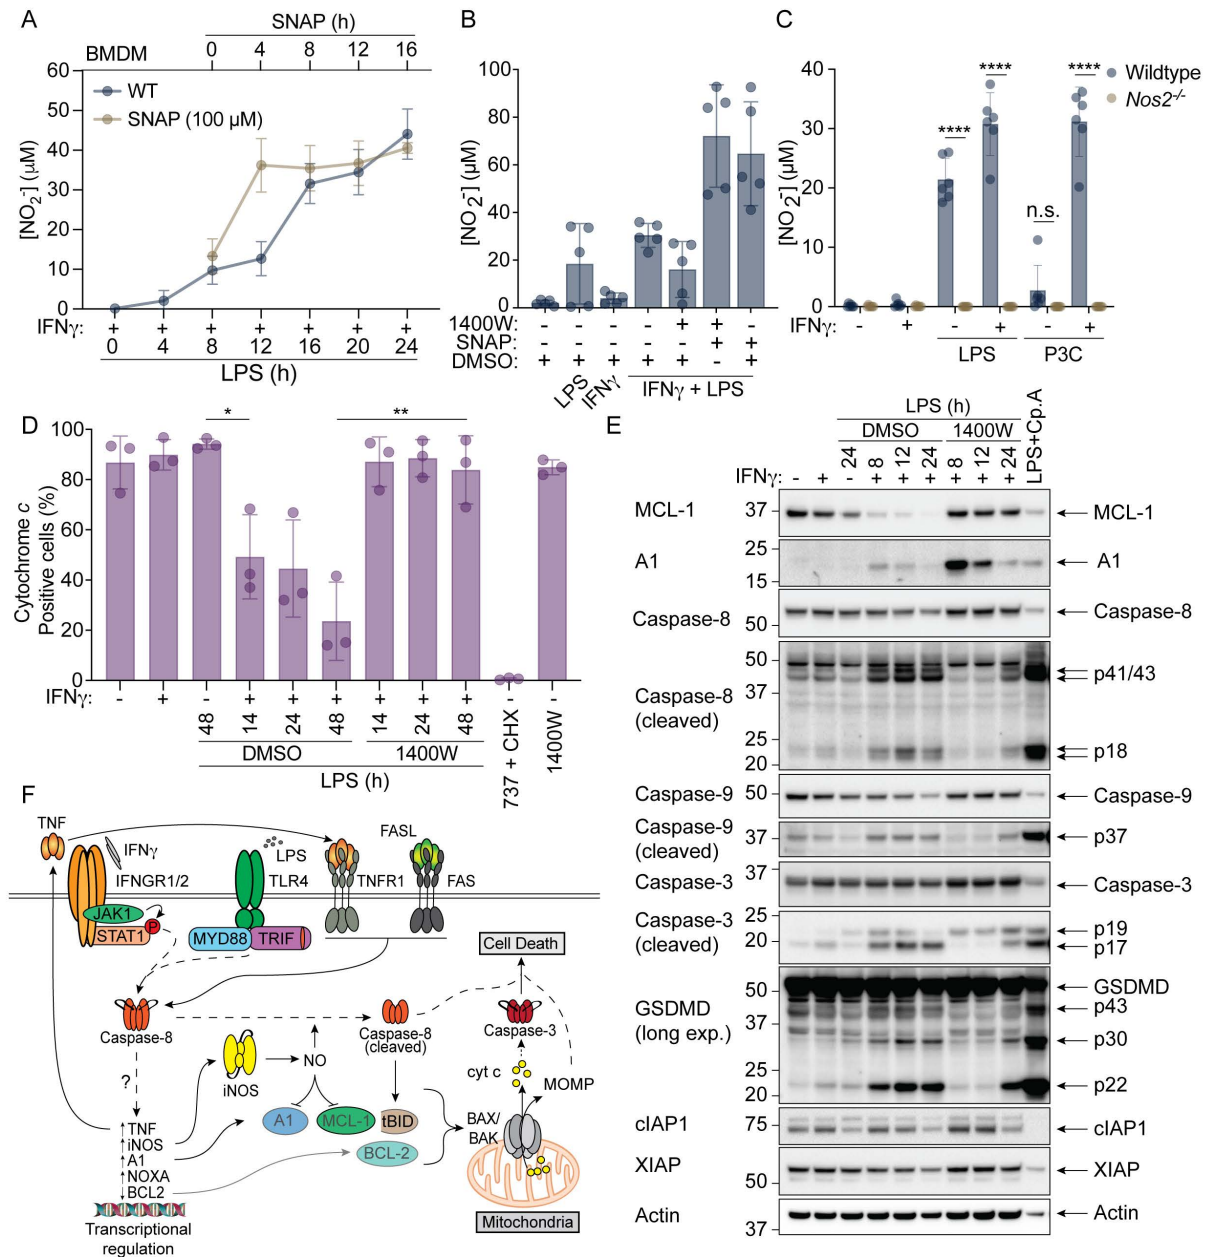 A
SNAP (h)
BMDM
0 4 8 12 16
60
50
40
30
20
10
0
[NO2-] (μM)
WT
SNAP (100 μM)
IFNγ: + + + + + + +
0 4 8 12 16 20 24
LPS (h)
B
100
80
60
40
20
0
[NO2-] (μM)
1400W: - - - - + + -
SNAP: - - - - - + +
DMSO: + + + + + - +
LPS
IFNγ
IFNγ + LPS
C
40
30
20
10
0
[NO2-] (μM)
**** **** n.s. ****
Wildtype
Nos2-/-
IFNγ: - + - + - +
LPS P3C
D
* **
100
80
60
40
20
0
Cytochrome c
Positive cells (%)
IFNγ: - + - + + + + + + - -
48 14 24 48 14 24 48
DMSO 1400W
LPS (h)
737 + CHX
1400W
E
LPS (h)
DMSO 1400W
LPS+Cp.A
24 8 12 24 8 12 24
IFNγ: - + - + + + + + +
MCL-1 37 MCL-1
A1 25 15 A1
Caspase-8 50 Caspase-8
Caspase-8
(cleaved)
50 37 25 20
p41/43
p18
Caspase-9 50 Caspase-9
Caspase-9
(cleaved)
37 p37
Caspase-3 37 Caspase-3
Caspase-3
(cleaved)
25 20
p19
p17
GSDMD
(long exp.)
50 37 25 20
GSDMD
p43
p30
p22
cIAP1 75 cIAP1
XIAP 50 XIAP
Actin 37 Actin
F
TNF
IFNγ
IFNGR1/2
JAK1
STAT1
P
LPS
TLR4
MYD88
TRIF
TNFR1
FASL
FAS
Cell Death
Caspase-8
Caspase-8
(cleaved)
Caspase-3
?
iNOS
NO
cyt c
MOMP
A1
MCL-1
tBID
BCL-2
BAX/
BAK
TNF
iNOS
A1
NOXA
BCL2
Transcriptional
regulation
Mitochondria